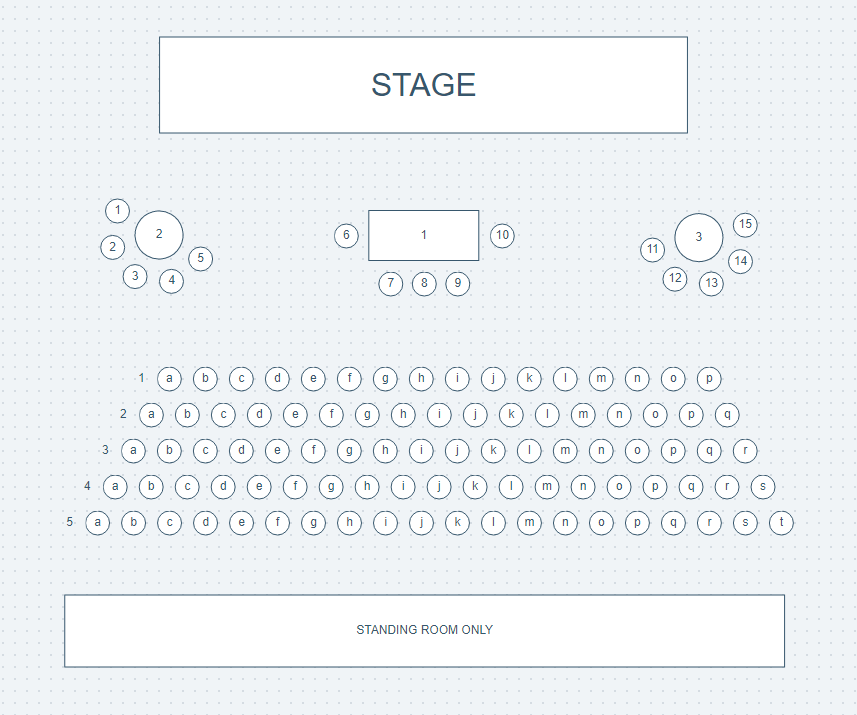 STAGE
1
2
2
5
3
4
6
1
10
7 8 9
15
3
11
14
12
13
1 a b c d e f g h i j k l m n o p
2 a b c d e f g h i j k l m n o p q
3 a b c d e f g h i j k l m n o p q r
4 a b c d e f g h i j k l m n o p q r s
5 a b c d e f g h i j k l m n o p q r s t
STANDING ROOM ONLY